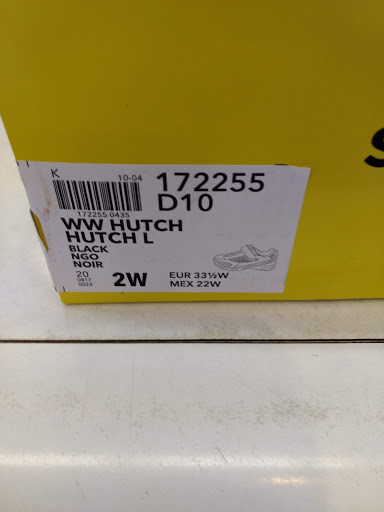 K 10-04
172255
172255 0435
D10
WW HUTCH
HUTCH L
BLACK
NGO
NOIR
20
0817
2W
EUR 33½W
MEX 22W
S